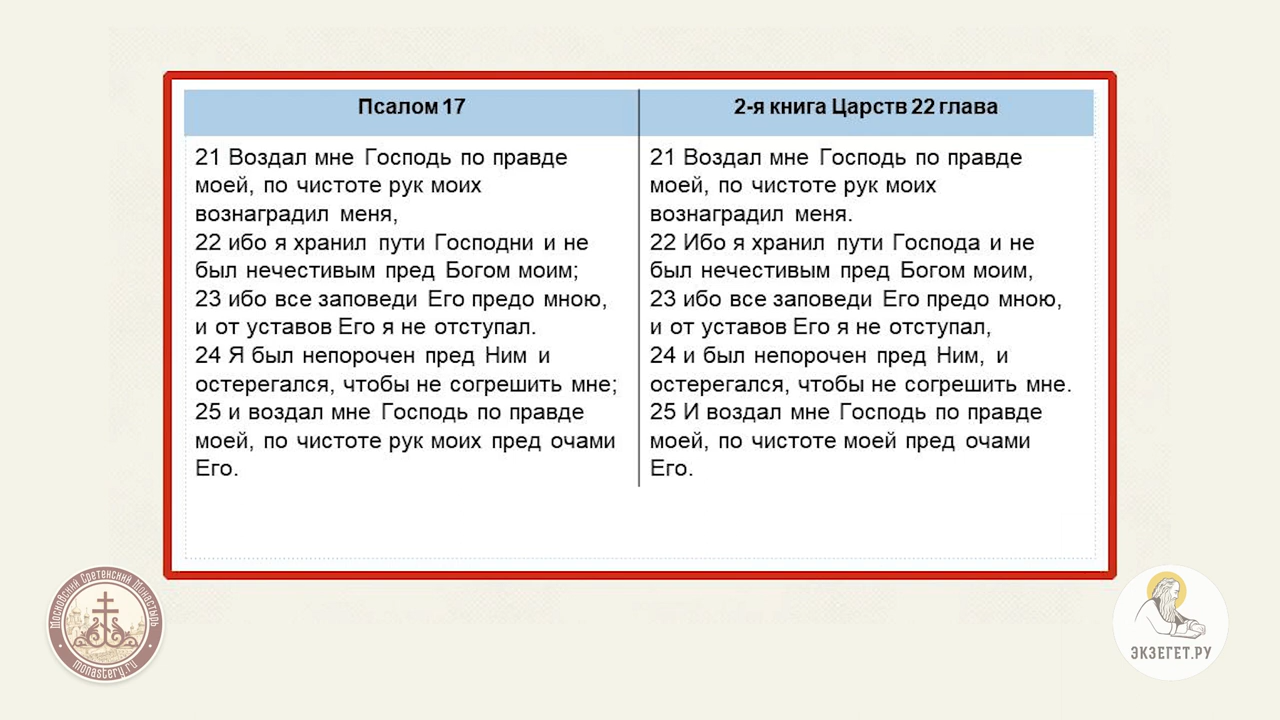 Псалом 17
21 Воздал мне Господь по правде
моей, по чистоте рук моих
вознаградил меня,
22 ибо я хранил пути Господни и не
был нечестивым пред Богом моим;
23 ибо все заповеди Его предо мною,
и от уставов Его я не отступал.
24 Я был непорочен пред Ним и
остерегался, чтобы не согрешить мне;
25 и воздал мне Господь по правде
моей, по чистоте рук моих пред очами
Его.
2-я книга Царств 22 глава
21 Воздал мне Господь по правде
моей, по чистоте рук моих
вознаградил меня.
22 Ибо я хранил пути Господа и не
был нечестивым пред Богом моим,
23 ибо все заповеди Его предо мною,
и от уставов Его я не отступал,
24 и был непорочен пред Ним, и
остерегался, чтобы не согрешить мне.
25 И воздал мне Господь по правде
моей, по чистоте моей пред очами
Его.
Московский Сретенский Монастырь
monastery.ru
ЭКЗЕГЕТ.РУ